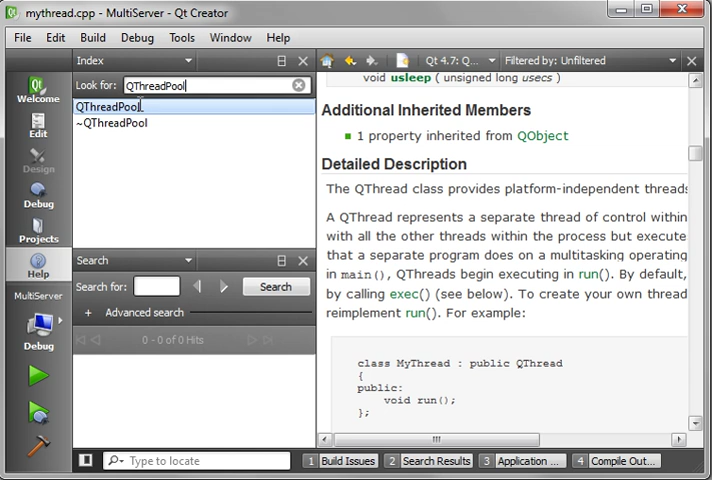 mythread.cpp - MultiServer - Qt Creator
File Edit Build Debug Tools Window Help
Welcome
Edit
Design
Debug
Projects
Help
MultiServer
Debug
Index
Look for: QThreadPool
QThreadPool
~QThreadPool
Search
Search for: Search
+ Advanced search
0 - 0 of 0 Hits
Qt 4.7: Q... Filtered by: Unfiltered
void usleep ( unsigned long usecs )
Additional Inherited Members
1 property inherited from QObject
Detailed Description
The QThread class provides platform-independent threads
A QThread represents a separate thread of control within
with all the other threads within the process but execute
that a separate program does on a multitasking operating
in main(), QThreads begin executing in run(). By default,
by calling exec() (see below). To create your own thread
reimplement run(). For example:
class MyThread : public QThread
{
public:
void run();
};
Type to locate
1 Build Issues 2 Search Results 3 Application ... 4 Compile Out...